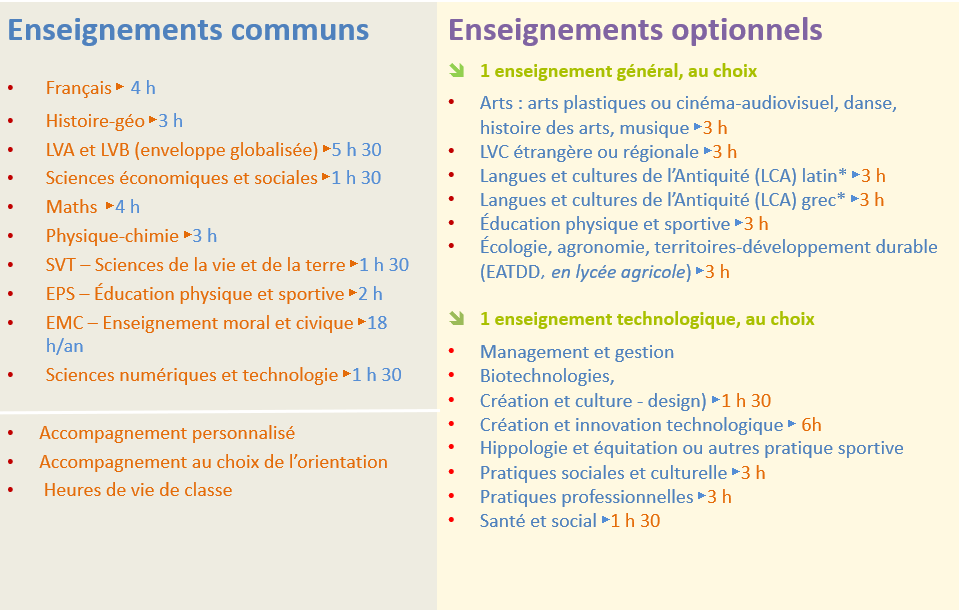 Enseignements communs
• Français ► 4 h
• Histoire-géo ►3 h
• LVA et LVB (enveloppe globalisée) ►5 h 30
• Sciences économiques et sociales ►1 h 30
• Maths ►4 h
• Physique-chimie ►3 h
• SVT – Sciences de la vie et de la terre ►1 h 30
• EPS – Éducation physique et sportive ►2 h
• EMC – Enseignement moral et civique ►18
h/an
• Sciences numériques et technologie ►1 h 30
• Accompagnement personnalisé
• Accompagnement au choix de l’orientation
• Heures de vie de classe
Enseignements optionnels
➘ 1 enseignement général, au choix
• Arts : arts plastiques ou cinéma-audiovisuel, danse,
histoire des arts, musique ►3 h
• LVC étrangère ou régionale ►3 h
• Langues et cultures de l’Antiquité (LCA) latin* ►3 h
• Langues et cultures de l’Antiquité (LCA) grec* ►3 h
• Éducation physique et sportive ►3 h
• Écologie, agronomie, territoires-développement durable
(EATDD, en lycée agricole) ►3 h
➘ 1 enseignement technologique, au choix
• Management et gestion
• Biotechnologies,
• Création et culture - design) ►1 h 30
• Création et innovation technologique ► 6h
• Hippologie et équitation ou autres pratique sportive
• Pratiques sociales et culturelle ►3 h
• Pratiques professionnelles ►3 h
• Santé et social ►1 h 30